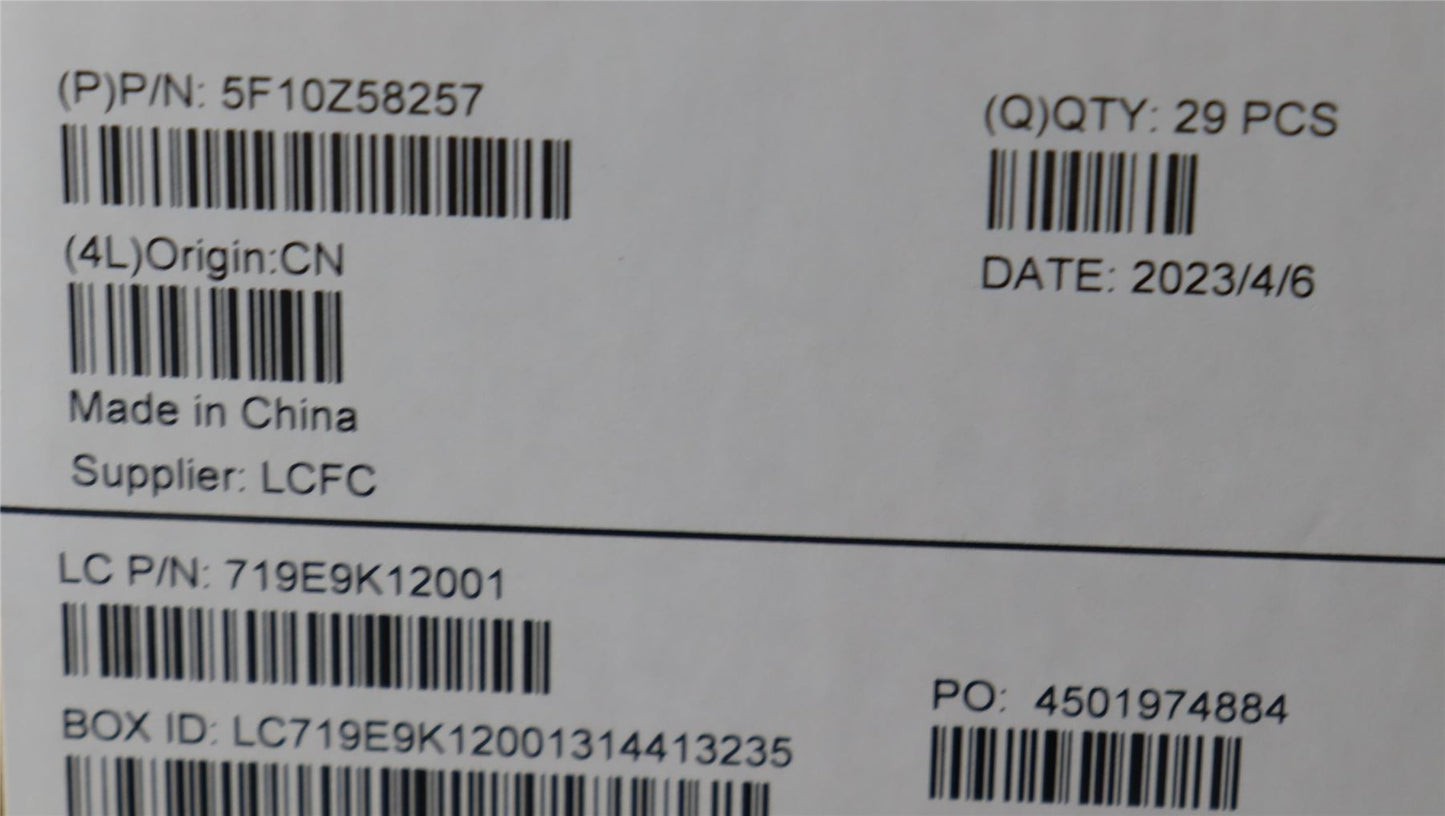 (P)P/N: 5F10Z58257
(Q)QTY: 29 PCS
(4L)Origin:CN
DATE: 2023/4/6
Made in China
Supplier: LCFC
LC P/N: 719E9K12001
PO: 4501974884
BOX ID: LC719E9K12001314413235